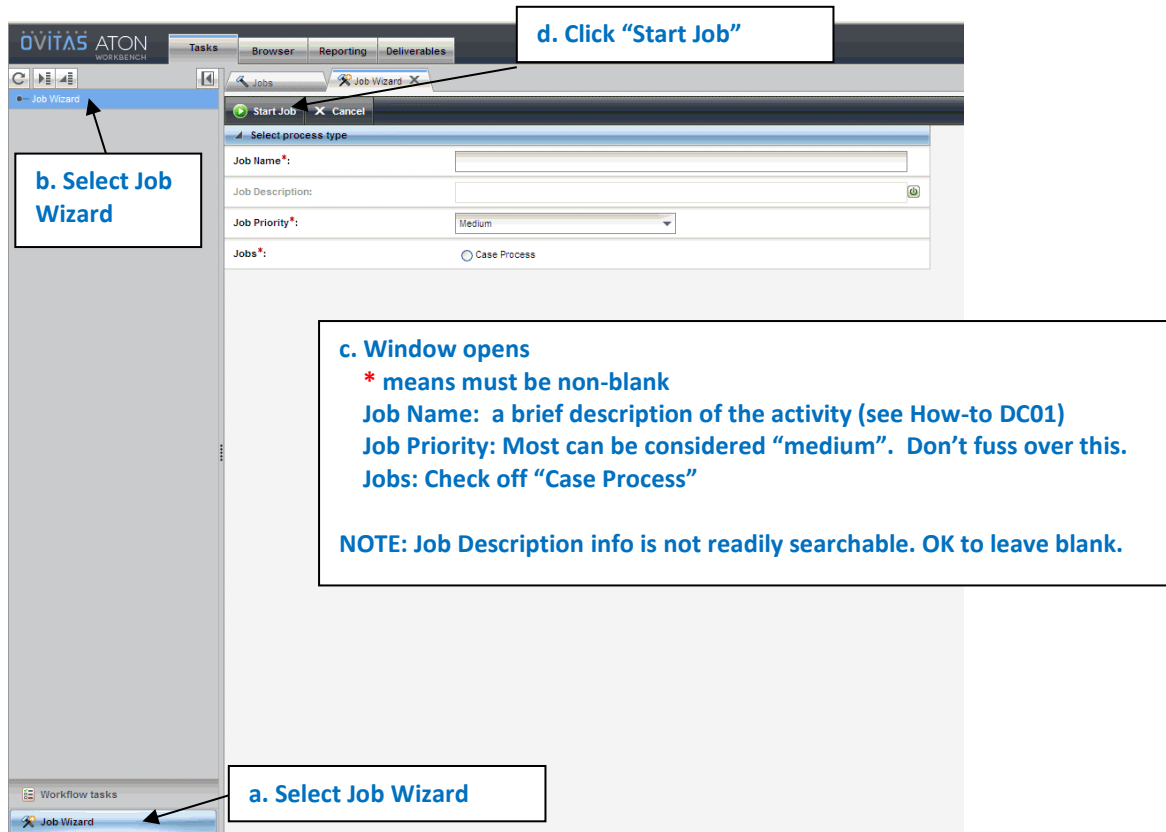 d. Click “Start Job”
ÖVITAS ATON
WORKBENCH
Tasks
Browser
Reporting
Deliverables
Jobs
Job Wizard
Job Wizard
Start Job
Cancel
Select process type
b. Select Job
Wizard
Job Name*:
Job Description:
Job Priority*:
Medium
Jobs*:
Case Process
c. Window opens
* means must be non-blank
Job Name: a brief description of the activity (see How-to DC01)
Job Priority: Most can be considered “medium”. Don’t fuss over this.
Jobs: Check off “Case Process”
NOTE: Job Description info is not readily searchable. OK to leave blank.
a. Select Job Wizard
Workflow tasks
Job Wizard